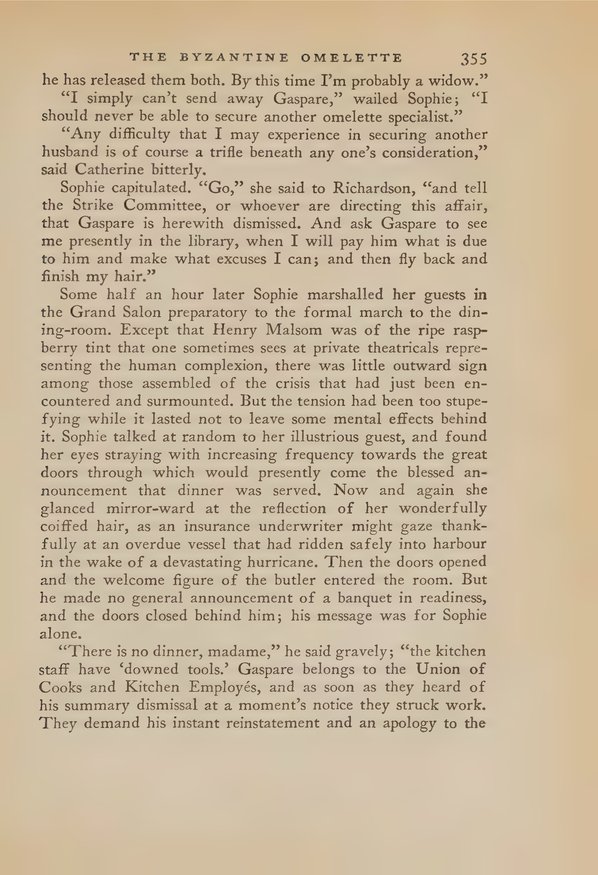 THE BYZANTINE OMELETTE 355
he has released them both. By this time I'm probably a widow.”
“I simply can't send away Gaspare,” wailed Sophie; “I
should never be able to secure another omelette specialist.”
“Any difficulty that I may experience in securing another
husband is of course a trifle beneath any one's consideration,”
said Catherine bitterly.
Sophie capitulated. “Go,” she said to Richardson, “and tell
the Strike Committee, or whoever are directing this affair,
that Gaspare is herewith dismissed. And ask Gaspare to see
me presently in the library, when I will pay him what is due
to him and make what excuses I can; and then fly back and
finish my hair.”
Some half an hour later Sophie marshalled her guests in
the Grand Salon preparatory to the formal march to the din-
ing-room. Except that Henry Malsom was of the ripe rasp-
berry tint that one sometimes sees at private theatricals repre-
senting the human complexion, there was little outward sign
among those assembled of the crisis that had just been en-
countered and surmounted. But the tension had been too stupe-
fying while it lasted not to leave some mental effects behind
it. Sophie talked at random to her illustrious guest, and found
her eyes straying with increasing frequency towards the great
doors through which would presently come the blessed an-
nouncement that dinner was served. Now and again she
glanced mirror-ward at the reflection of her wonderfully
coiffed hair, as an insurance underwriter might gaze thank-
fully at an overdue vessel that had ridden safely into harbour
in the wake of a devastating hurricane. Then the doors opened
and the welcome figure of the butler entered the room. But
he made no general announcement of a banquet in readiness,
and the doors closed behind him; his message was for Sophie
alone.
“There is no dinner, madame,” he said gravely; “the kitchen
staff have ‘downed tools.’ Gaspare belongs to the Union of
Cooks and Kitchen Employés, and as soon as they heard of
his summary dismissal at a moment's notice they struck work.
They demand his instant reinstatement and an apology to the